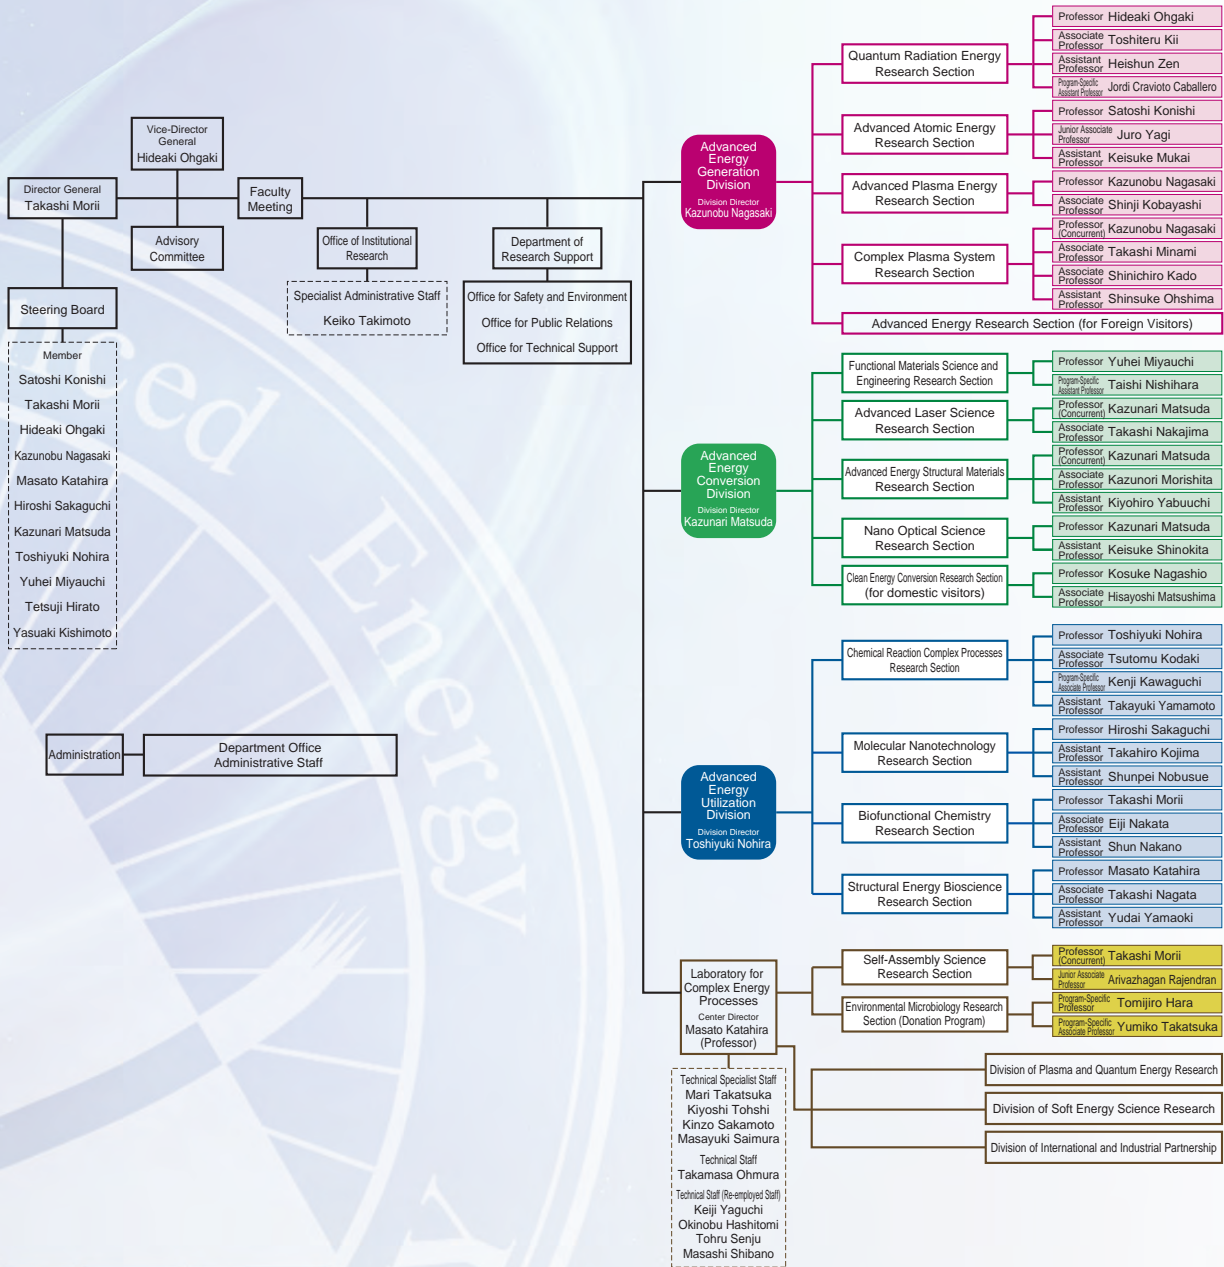 Vice-Director
General
Hideaki Ohgaki
Director General
Takashi Morii
Faculty
Meeting
Advisory
Committee
Office of Institutional
Research
Department of
Research Support
Specialist Administrative Staff
Keiko Takimoto
Office for Safety and Environment
Office for Public Relations
Office for Technical Support
Steering Board
Member
Satoshi Konishi
Takashi Morii
Hideaki Ohgaki
Kazunobu Nagasaki
Masato Katahira
Hiroshi Sakaguchi
Kazunari Matsuda
Toshiyuki Nohira
Yuhei Miyauchi
Tetsuji Hirato
Yasuaki Kishimoto
Administration
Department Office
Administrative Staff
nced Energy
Advanced
Energy
Generation
Division
Division Director
Kazunobu Nagasaki
Quantum Radiation Energy
Research Section
Professor Hideaki Ohgaki
Associate
Professor Toshiteru Kii
Assistant
Professor Heishun Zen
Program-Specific
Assistant Professor Jordi Cravioto Caballero
Advanced Atomic Energy
Research Section
Professor Satoshi Konishi
Junior Associate
Professor Juro Yagi
Assistant
Professor Keisuke Mukai
Advanced Plasma Energy
Research Section
Professor Kazunobu Nagasaki
Associate
Professor Shinji Kobayashi
Complex Plasma System
Research Section
Professor
(Concurrent) Kazunobu Nagasaki
Associate
Professor Takashi Minami
Associate
Professor Shinichiro Kado
Assistant
Professor Shinsuke Ohshima
Advanced Energy Research Section (for Foreign Visitors)
Advanced
Energy
Conversion
Division
Division Director
Kazunari Matsuda
Functional Materials Science and
Engineering Research Section
Professor Yuhei Miyauchi
Program-Specific
Assistant Professor Taishi Nishihara
Advanced Laser Science
Research Section
Professor
(Concurrent) Kazunari Matsuda
Associate
Professor Takashi Nakajima
Advanced Energy Structural Materials
Research Section
Professor
(Concurrent) Kazunari Matsuda
Associate
Professor Kazunori Morishita
Assistant
Professor Kiyohiro Yabuuchi
Nano Optical Science
Research Section
Professor Kazunari Matsuda
Assistant
Professor Keisuke Shinokita
Clean Energy Conversion Research Section
(for domestic visitors)
Professor Kosuke Nagashio
Associate
Professor Hisayoshi Matsushima
Advanced
Energy
Utilization
Division
Division Director
Toshiyuki Nohira
Chemical Reaction Complex Processes
Research Section
Professor Toshiyuki Nohira
Associate
Professor Tsutomu Kodaki
Program-Specific
Associate Professor Kenji Kawaguchi
Assistant
Professor Takayuki Yamamoto
Molecular Nanotechnology
Research Section
Professor Hiroshi Sakaguchi
Assistant
Professor Takahiro Kojima
Assistant
Professor Shunpei Nobusue
Biofunctional Chemistry
Research Section
Professor Takashi Morii
Associate
Professor Eiji Nakata
Assistant
Professor Shun Nakano
Structural Energy Bioscience
Research Section
Professor Masato Katahira
Associate
Professor Takashi Nagata
Assistant
Professor Yudai Yamaoki
Laboratory for
Complex Energy
Processes
Center Director
Masato Katahira
(Professor)
Self-Assembly Science
Research Section
Professor
(Concurrent) Takashi Morii
Junior Associate
Professor Arivazhagan Rajendran
Environmental Microbiology Research
Section (Donation Program)
Program-Specific
Professor Tomijiro Hara
Program-Specific
Associate Professor Yumiko Takatsuka
Division of Plasma and Quantum Energy Research
Division of Soft Energy Science Research
Division of International and Industrial Partnership
Technical Specialist Staff
Mari Takatsuka
Kiyoshi Tohshi
Kinzo Sakamoto
Masayuki Saimura
Technical Staff
Takamasa Ohmura
Technical Staff (Re-employed Staff)
Keiji Yaguchi
Okinobu Hashitomi
Tohru Senju
Masashi Shibano